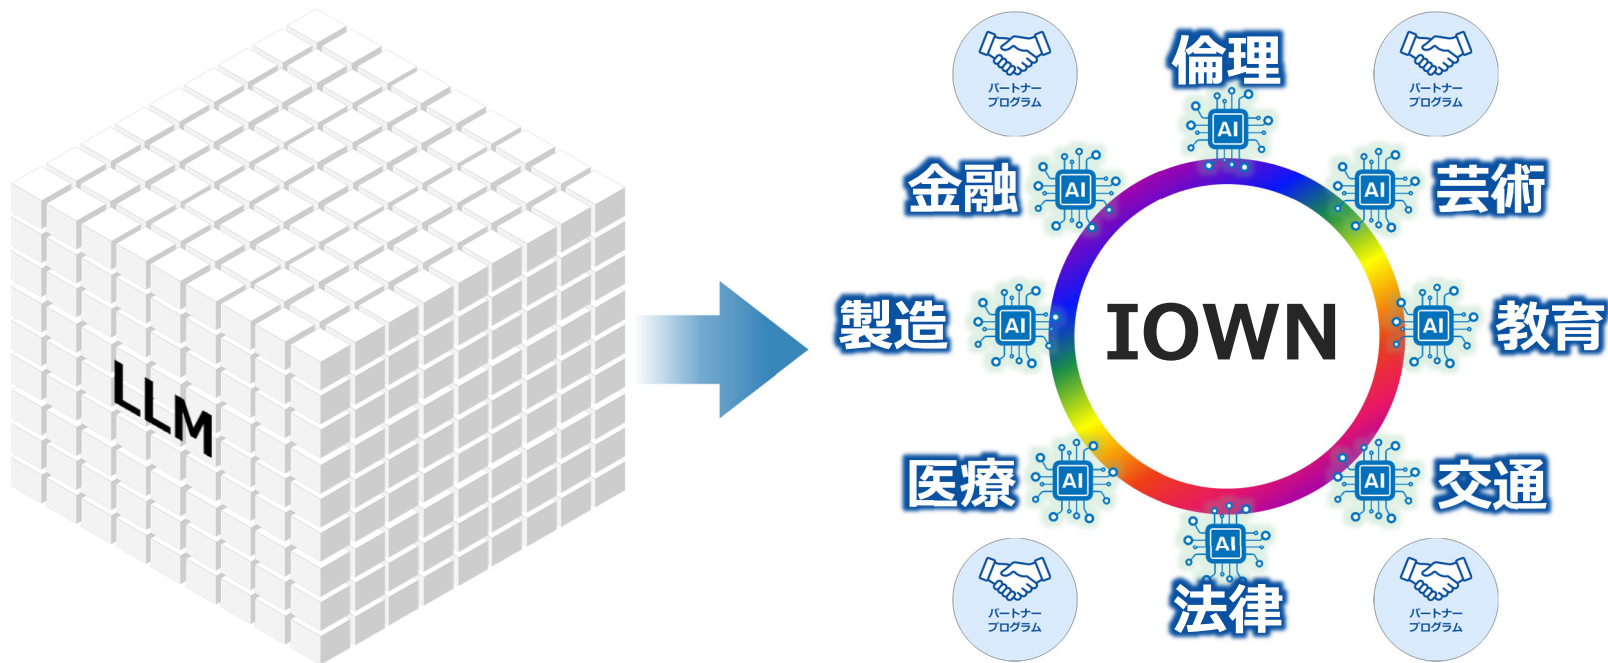 LLM
パートナー
プログラム
倫理
AI
パートナー
プログラム
金融
AI
AI
芸術
製造
AI
IOWN
AI
教育
医療
AI
AI
交通
パートナー
プログラム
AI
法律
パートナー
プログラム